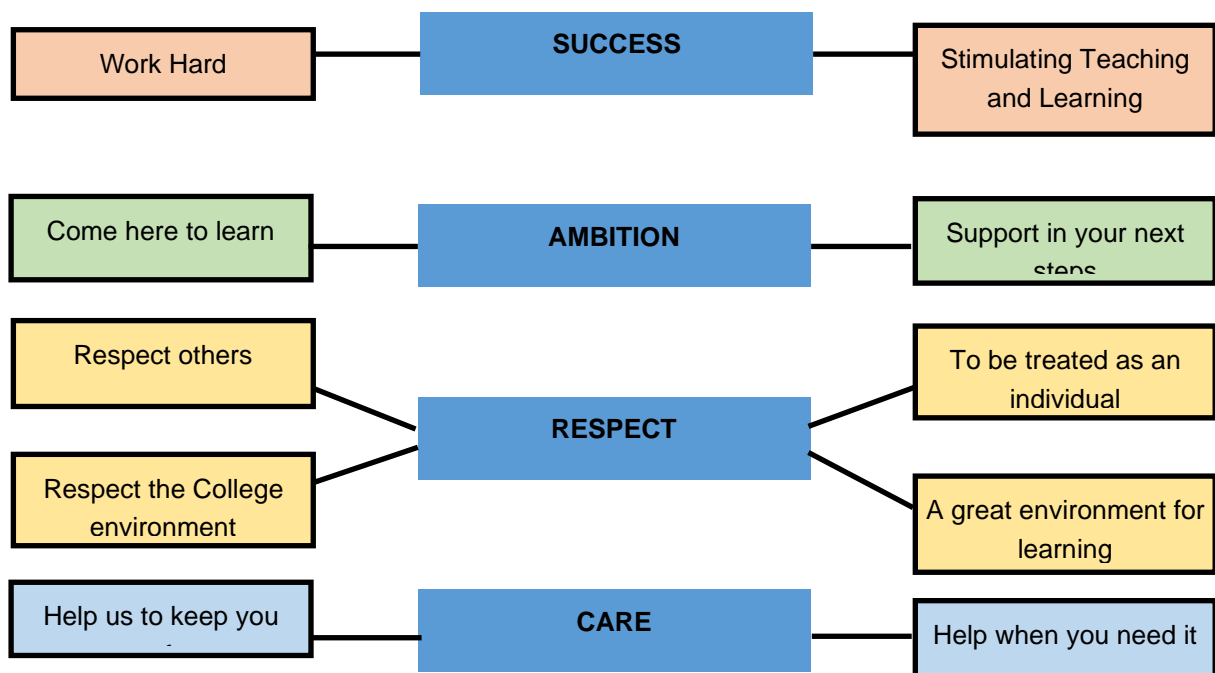 Work Hard
SUCCESS
Stimulating Teaching
and Learning
Come here to learn
AMBITION
Support in your next
steps
Respect others
Respect the College
environment
RESPECT
To be treated as an
individual
A great environment for
learning
Help us to keep you
CARE
Help when you need it